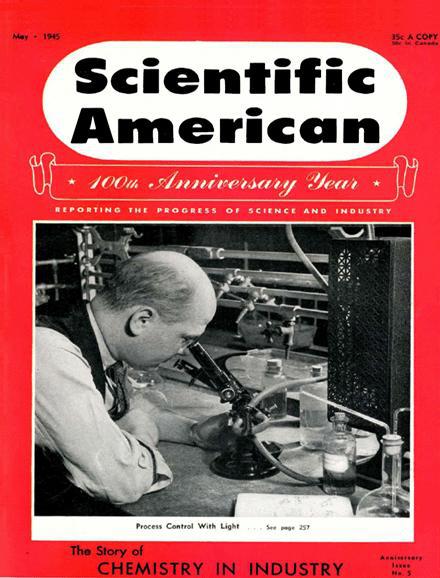 May • 1945
35c A COPY
50c in Canada
Scientific
American
★ 100th Anniversary Year ★
REPORTING THE PROGRESS OF SCIENCE AND INDUSTRY
Process Control With Light . . . See page 257
The Story of
CHEMISTRY IN INDUSTRY
Anniversary
Issue
No. 5